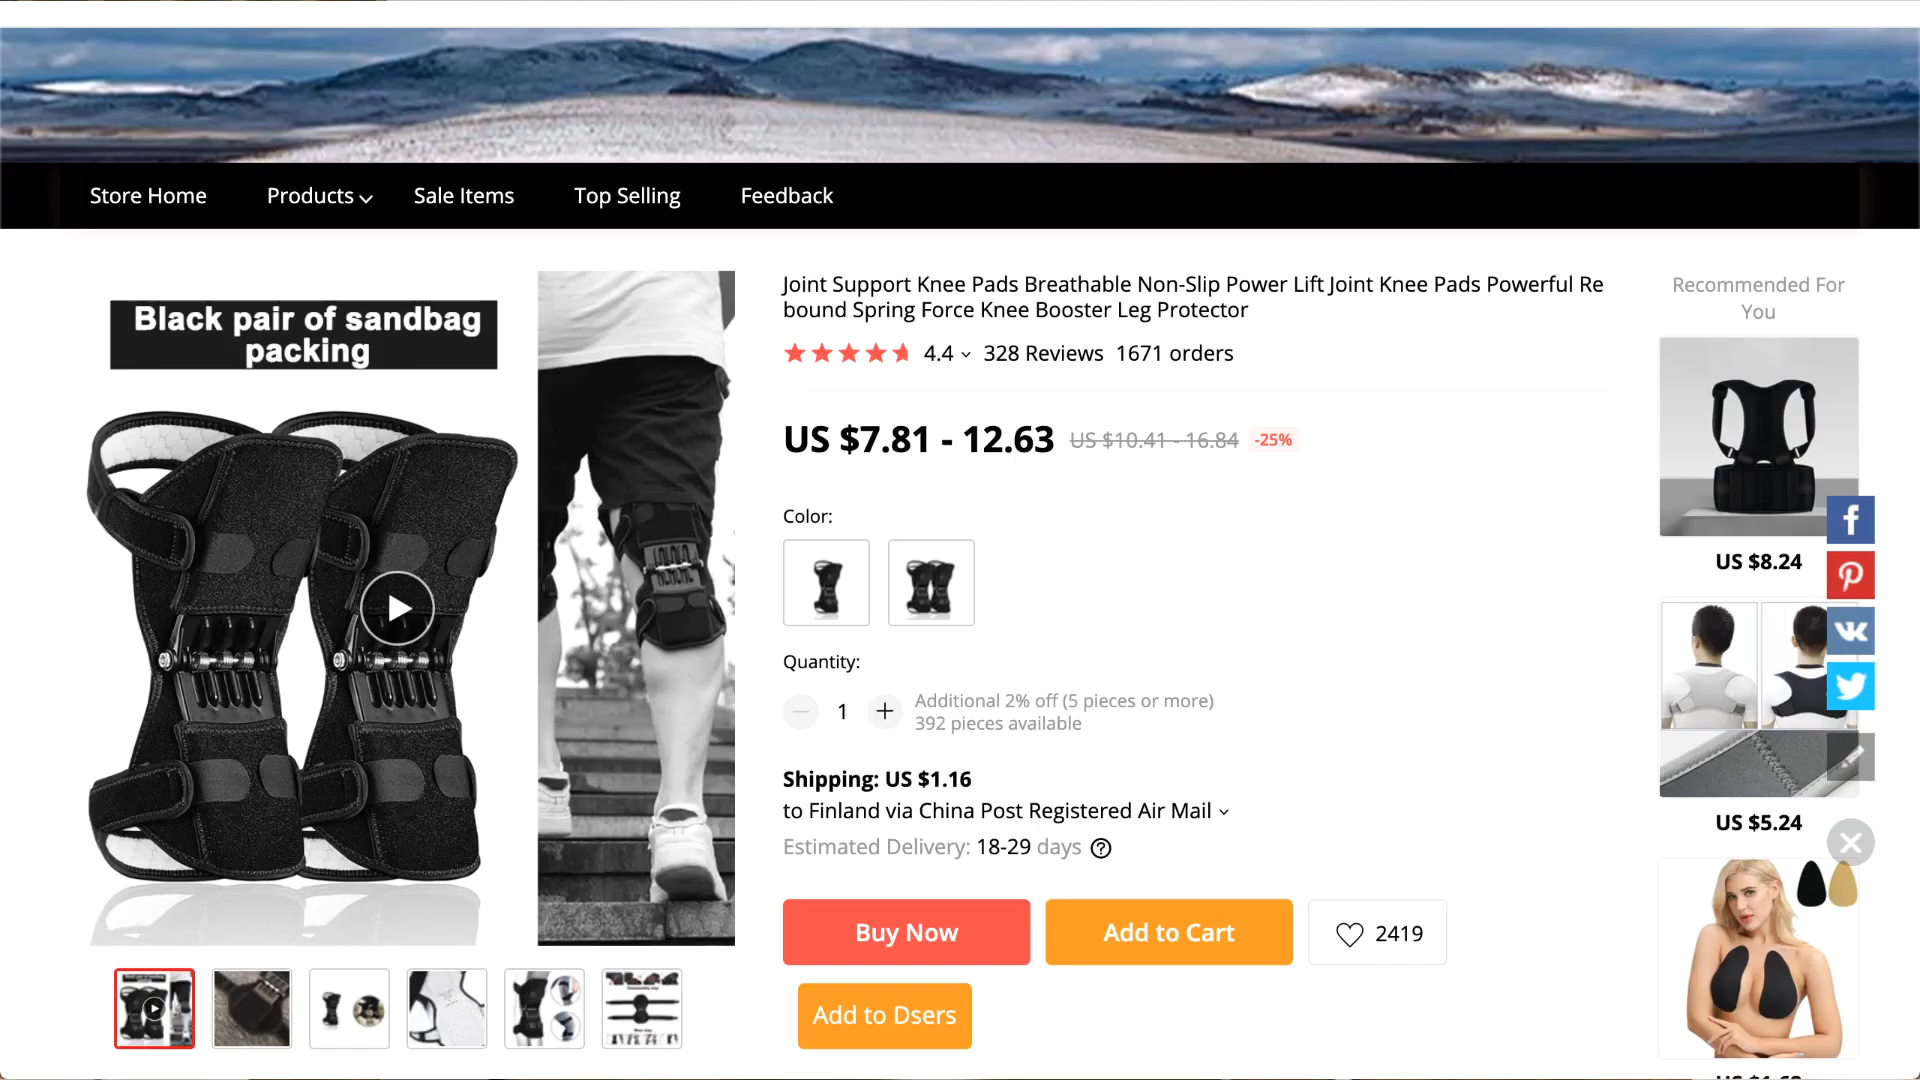 Store Home
Products
Sale Items
Top Selling
Feedback
Black pair of sandbag
packing
Joint Support Knee Pads Breathable Non-Slip Power Lift Joint Knee Pads Powerful Re
bound Spring Force Knee Booster Leg Protector
4.4
328 Reviews
1671 orders
US $7.81 - 12.63
US $10.41 - 16.84
-25%
Color:
Quantity:
1
Additional 2% off (5 pieces or more)
392 pieces available
Shipping: US $1.16
to Finland via China Post Registered Air Mail
Estimated Delivery: 18-29 days
Buy Now
Add to Cart
2419
Add to Dsers
Recommended For
You
US $8.24
US $5.24